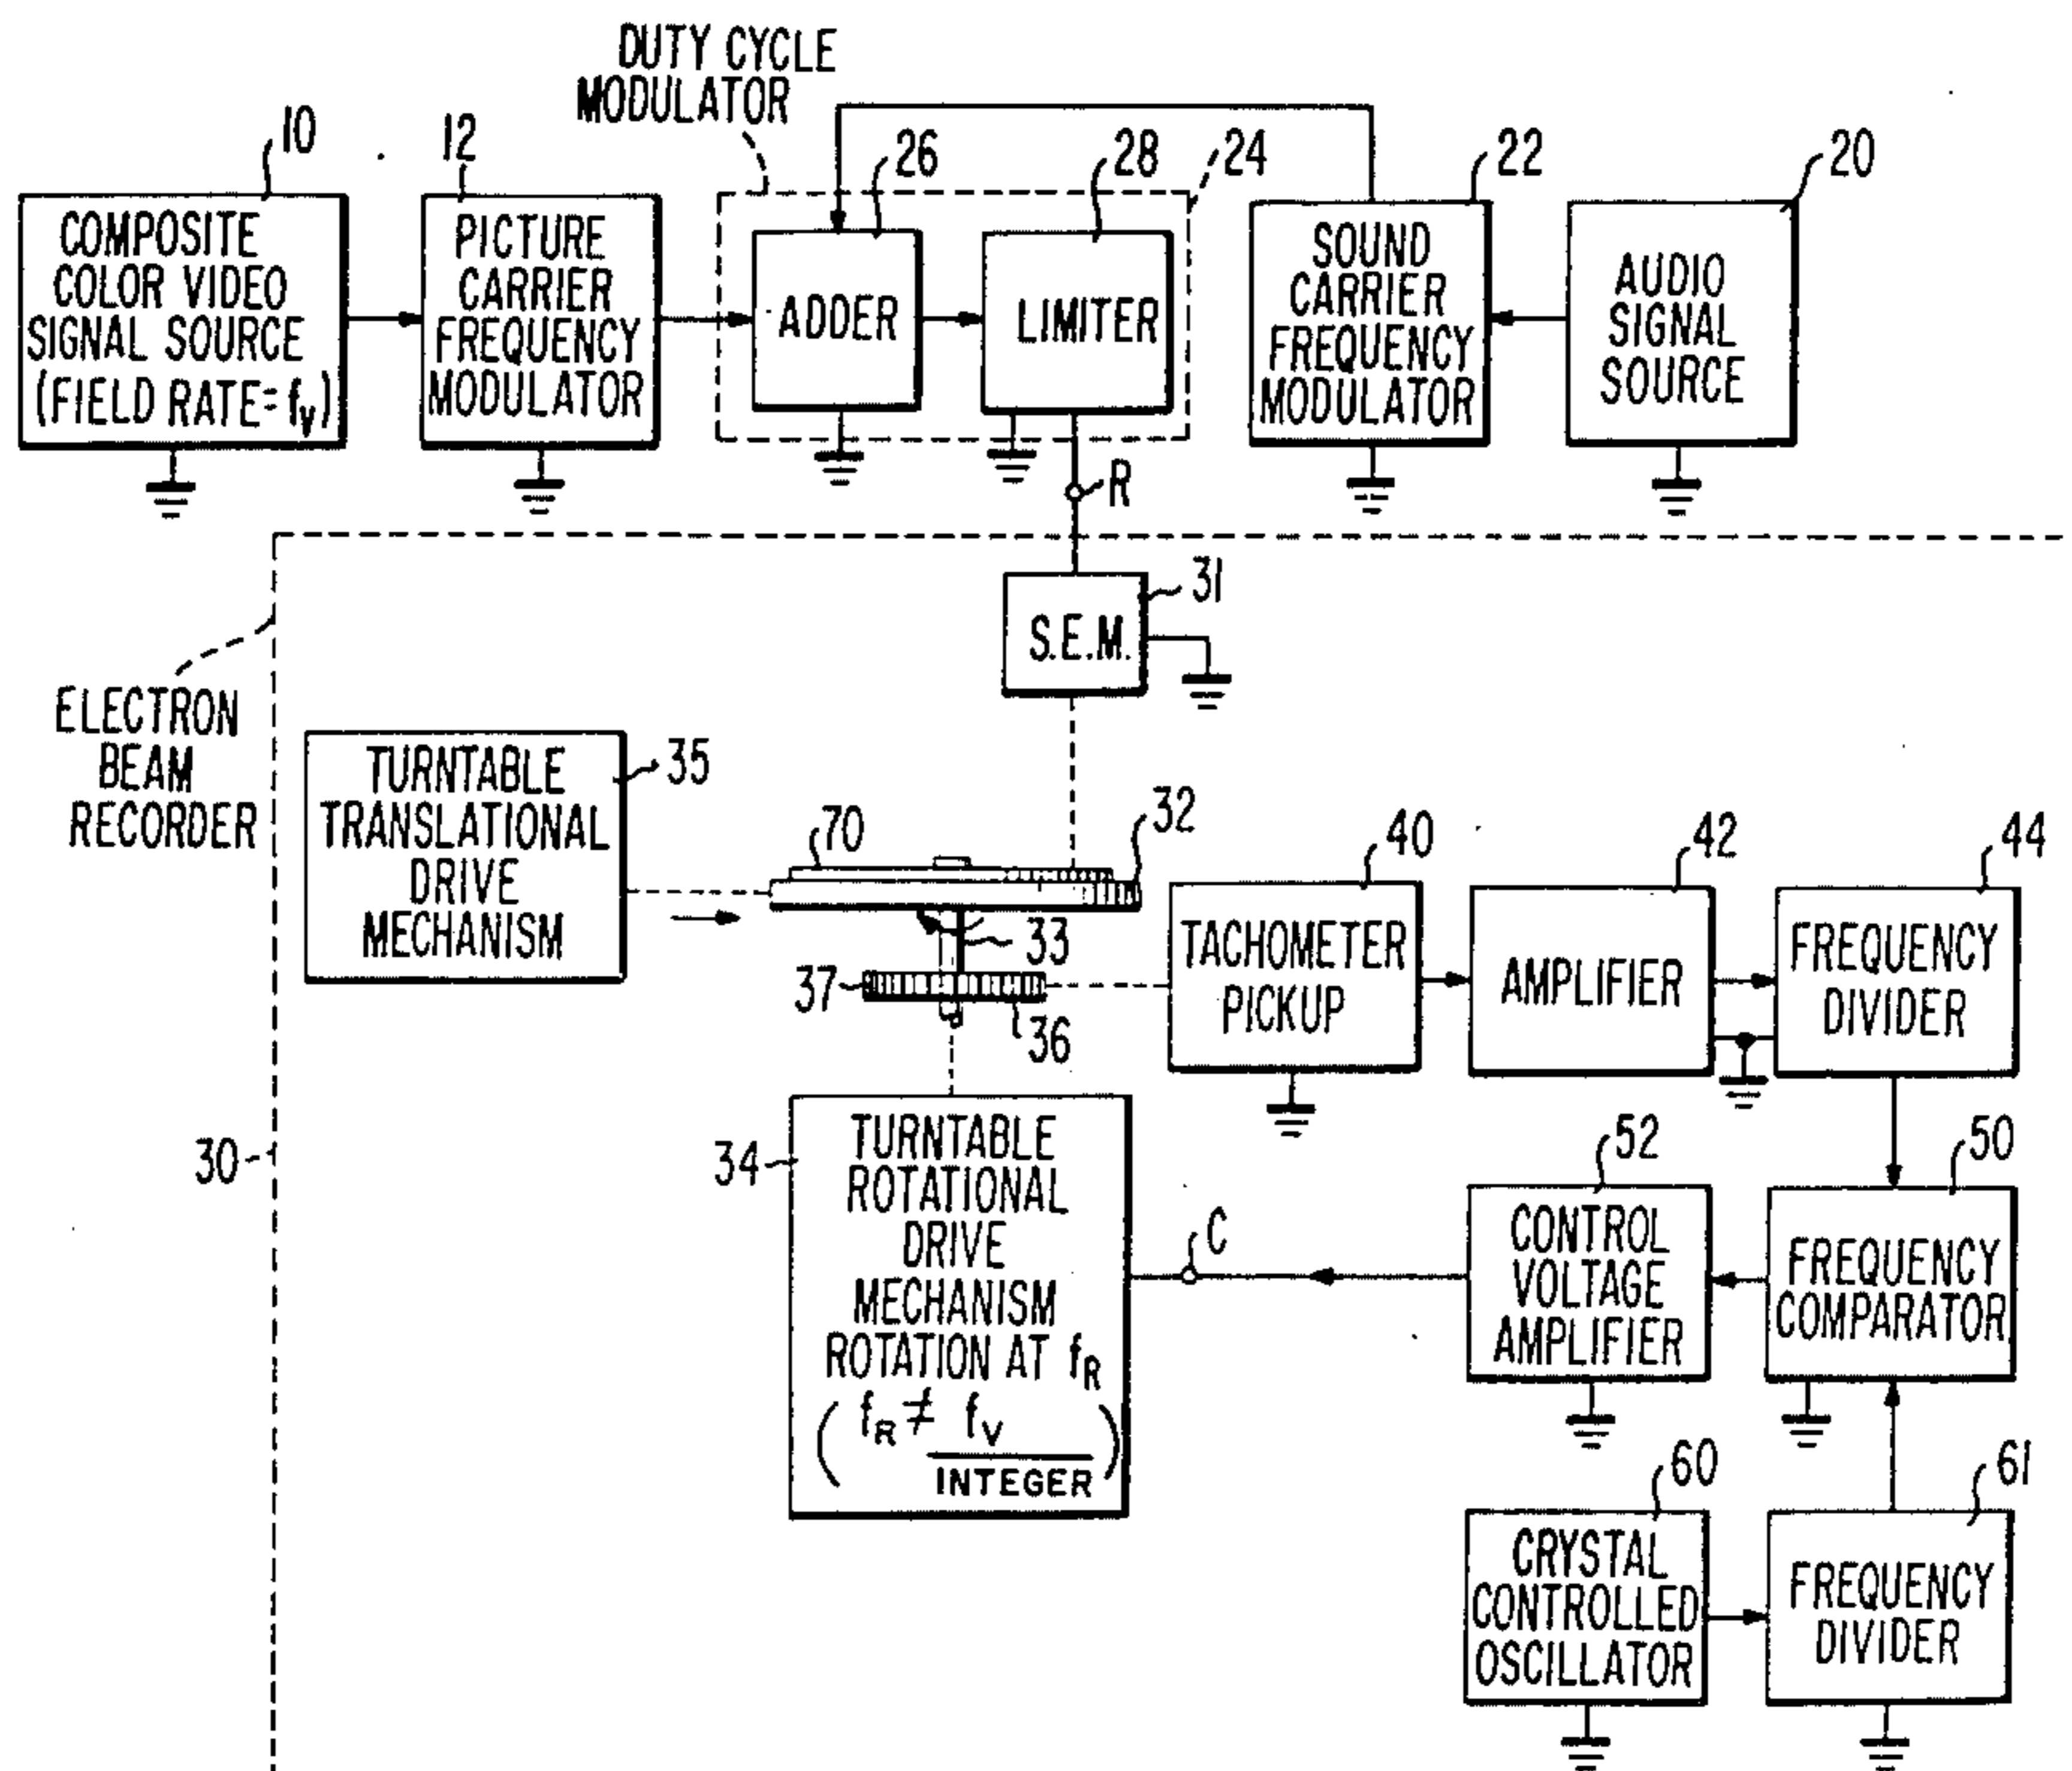 DUTY CYCLE
MODULATOR
10
12
26
28
24
22
20
COMPOSITE
COLOR VIDEO
SIGNAL SOURCE
(FIELD RATE=fV)
PICTURE
CARRIER
FREQUENCY
MODULATOR
ADDER
LIMITER
SOUND
CARRIER
FREQUENCY
MODULATOR
AUDIO
SIGNAL
SOURCE
R
31
S.E.M.
ELECTRON
BEAM
RECORDER
TURNTABLE
TRANSLATIONAL
DRIVE
MECHANISM
35
70
32
33
37
36
40
TACHOMETER
PICKUP
42
AMPLIFIER
44
FREQUENCY
DIVIDER
30
34
TURNTABLE
ROTATIONAL
DRIVE
MECHANISM
ROTATION AT fR
(fR ≠ fV
INTEGER)
C
52
CONTROL
VOLTAGE
AMPLIFIER
50
FREQUENCY
COMPARATOR
60
CRYSTAL
CONTROLLED
OSCILLATOR
61
FREQUENCY
DIVIDER